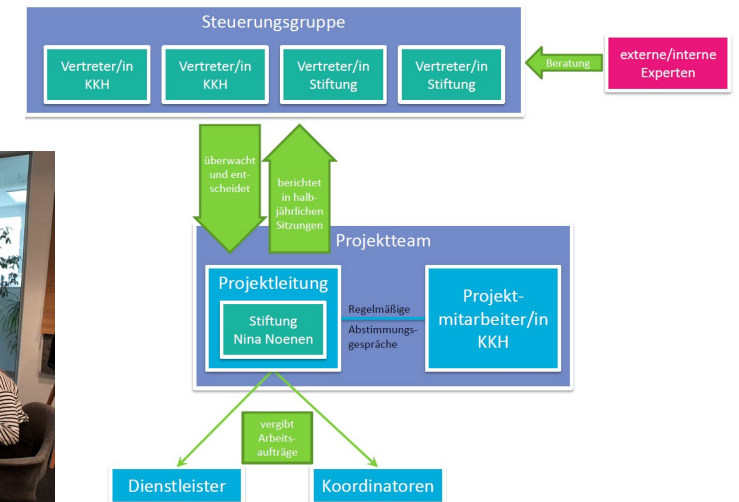 Steuerungsgruppe
Vertreter/in
KKH
Vertreter/in
KKH
Vertreter/in
Stiftung
Vertreter/in
Stiftung
Beratung
externe/interne
Experten
überwacht
und ent-
scheidet
berichtet
in halb-
jährlichen
Sitzungen
Projektteam
Projektleitung
Stiftung
Nina Noenen
Regelmäßige
Abstimmungs-
gespräche
Projekt-
mitarbeiter/in
KKH
vergibt
Arbeits-
aufträge
Dienstleister
Koordinatoren